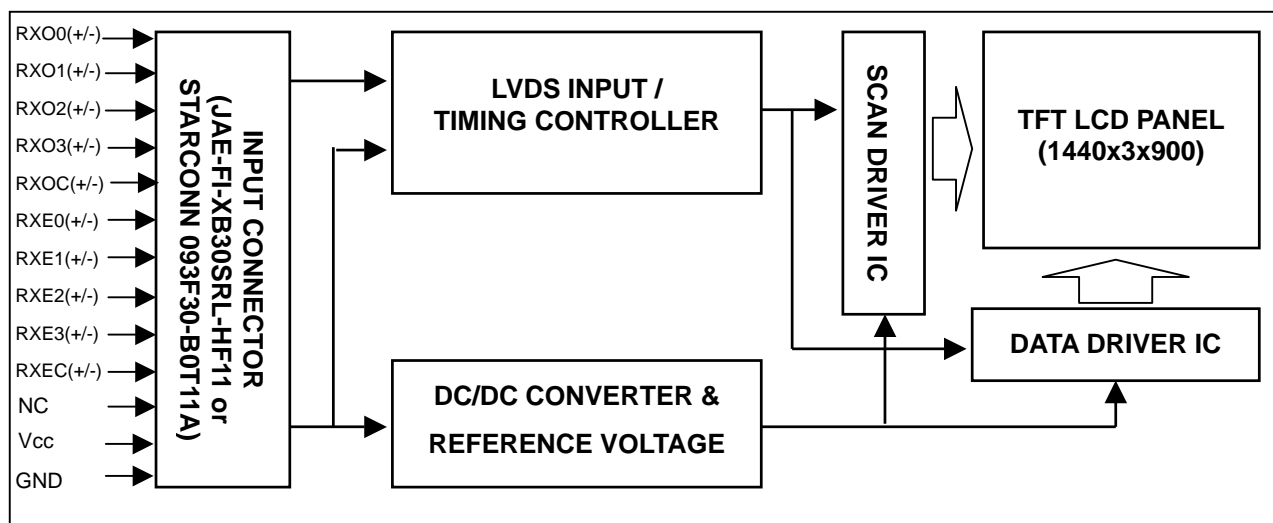 RXO0(+/-)
RXO1(+/-)
RXO2(+/-)
RXO3(+/-)
RXOC(+/-)
RXE0(+/-)
RXE1(+/-)
RXE2(+/-)
RXE3(+/-)
RXEC(+/-)
NC
Vcc
GND
INPUT CONNECTOR
(JAE-FI-XB30SRL-HF11 or
STARCONN 093F30-B0T11A)
LVDS INPUT /
TIMING CONTROLLER
DC/DC CONVERTER &
REFERENCE VOLTAGE
SCAN DRIVER IC
TFT LCD PANEL
(1440x3x900)
DATA DRIVER IC